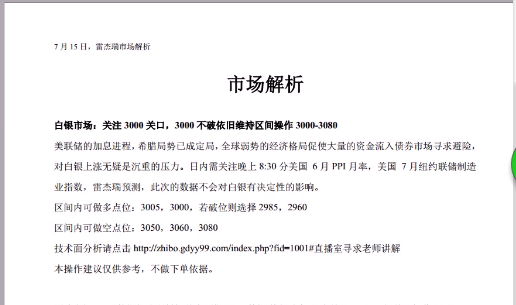 7 月 15 日，雷杰瑞市场解析
市场解析
白银市场：关注 3000 关口，3000 不破依旧维持区间操作 3000-3080
美联储的加息进程，希腊局势已成定局，全球弱势的经济格局促使大量的资金流入债券市场寻求避险，
对白银上涨无疑是沉重的压力。日内需关注晚上 8:30 分美国 6 月 PPI 月率，美国 7 月纽约联储制造
业指数，雷杰瑞预测，此次的数据不会对白银有决定性的影响。
区间内可做多点位：3005，3000，若破位则选择 2985，2960
区间内可做空点位：3050，3060，3080
技术面分析请点击 http://zhibo.gdyy99.com/index.php?fid=1001#直播室寻求老师讲解
本操作建议仅供参考，不做下单依据。